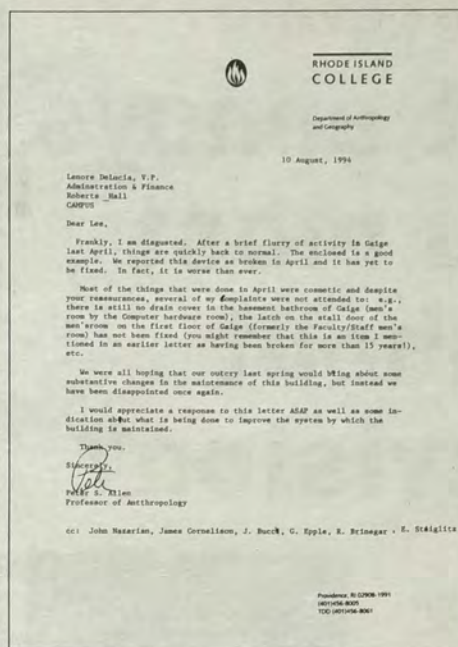 RHODE ISLAND
COLLEGE
Department of Anthropology
and Geography
10 August, 1994
Lenore DeLucia, V.P.
Adminstration & Finance
Roberts Hall
CAMPUS
Dear Lee,
Frankly, I am disgusted. After a brief flurry of activity in Gaige
last April, things are quickly back to normal. The enclosed is a good
example. We reported this device as broken in April and it has yet to
be fixed. In fact, it is worse than ever.
Most of the things that were done in April were cosmetic and despite
your reassurances, several of my complaints were not attended to: e.g.,
there is still no drain cover in the basement bathroom of Gaige (men's
room by the Computer hardware room), the latch on the stall door of the
men'sroom on the first floor of Gaige (formerly the Faculty/Staff men's
room) has not been fixed (you might remember that this is an item I men-
tioned in an earlier letter as having been broken for more than 15 years!),
etc.
We were all hoping that our outcry last spring would bring about some
substantive changes in the maintenance of this building, but instead we
have been disappointed once again.
I would appreciate a response to this letter ASAP as well as some in-
dication about what is being done to improve the system by which the
building is maintained.
Thank you.
Sincerely,
Pete
Peter S. Allen
Professor of Antthropology
cc: John Nazarian, James Cornelison, J. Bucci, G. Epple, R. Brinegar, E.
Providence, RI 02908-1991
(401)456-8005
TDD (401)456-8061